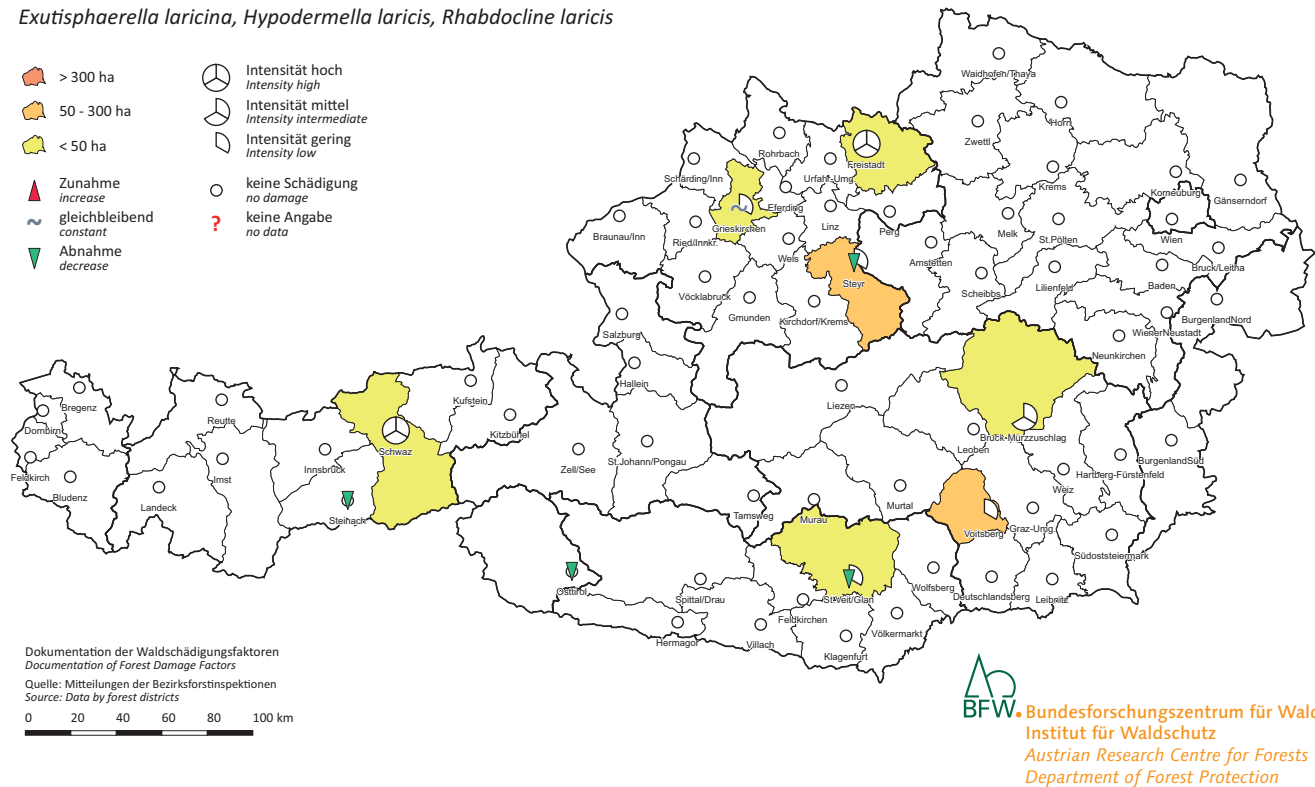 Exutisphaerella laricina, Hypodermella laricis, Rhabdocline laricis
> 300 ha
50 - 300 ha
< 50 ha
Zunahme
increase
~ gleichbleibend
constant
Abnahme
decrease
Intensität hoch
Intensity high
Intensität mittel
Intensity intermediate
Intensität gering
Intensity low
keine Schädigung
no damage
? keine Angabe
no data
Waidhofen/Thaya
Horn
Zwettl
Rohrbach
Freistadt
Schärding/Inn
Urfahr-Umg.
Krems
Korneuburg
Gänserndorf
Eferding
Grieskirchen
Linz
Perg
Melk
St.Pölten
Wien
Braunau/Inn
Ried/Innkr.
Wels
Amstetten
Bruck/Leitha
Steyr
Scheibbs
Lilienfeld
Baden
Vöcklabruck
Gmunden
Kirchdorf/Krems
BurgenlandNord
Salzburg
WienerNeustadt
Neunkirchen
Hallein
Bregenz
Reutte
Kufstein
Liezen
Dornbirn
Kitzbühel
Bruck-Mürzzuschlag
Schwaz
Leoben
Innsbruck
Zell/See
St.Johann/Pongau
BurgenlandSüd
Feldkirch
Imst
Hartberg-Fürstenfeld
Bludenz
Weiz
Landeck
Murtal
Steinach
Tamsweg
Murau
Voitsberg
Graz-Umg.
Südoststeiermark
Osttirol
Spittal/Drau
St.Veit/Glan
Wolfsberg
Deutschlandsberg
Leibnitz
Feldkirchen
Hermagor
Villach
Völkermarkt
Klagenfurt
Dokumentation der Waldschädigungsfaktoren
Documentation of Forest Damage Factors
Quelle: Mitteilungen der Bezirksforstinspektionen
Source: Data by forest districts
0 20 40 60 80 100 km
BFW.
Bundesforschungszentrum für Wald
Institut für Waldschutz
Austrian Research Centre for Forests
Department of Forest Protection